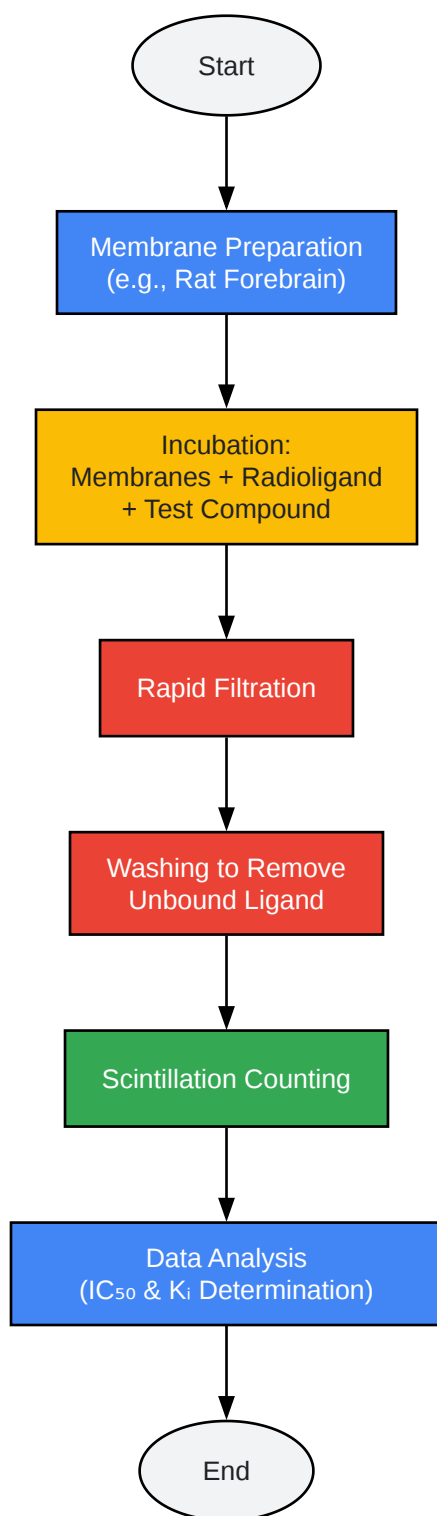 Start
Membrane Preparation
(e.g., Rat Forebrain)
Incubation:
Membranes + Radioligand
+ Test Compound
Rapid Filtration
Washing to Remove
Unbound Ligand
Scintillation Counting
Data Analysis
(IC₅₀ & Kᵢ Determination)
End